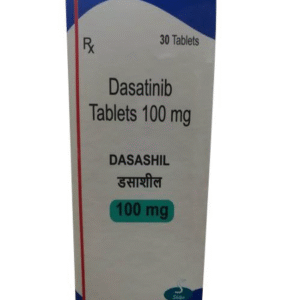 Rx
30 Tablets
Dasatinib
Tablets 100 mg
DASASHIL
डसाशील
100 mg